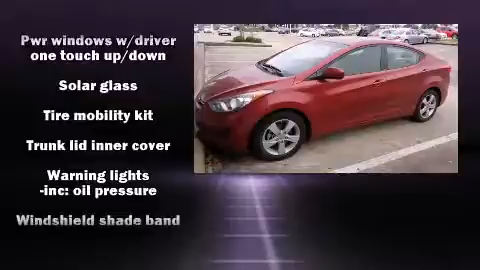 Pwr windows w/driver
one touch up/down
Solar glass
Tire mobility kit
Trunk lid inner cover
Warning lights
-inc: oil pressure
Windshield shade band